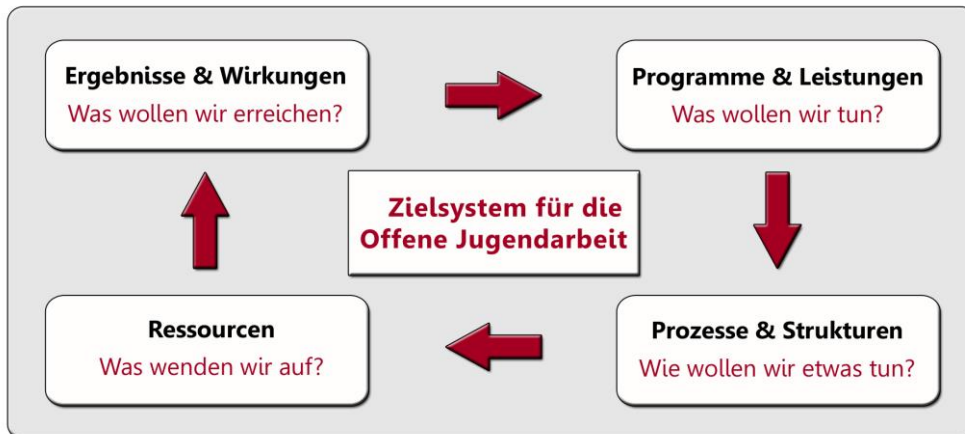 Ergebnisse & Wirkungen
Was wollen wir erreichen?
Programme & Leistungen
Was wollen wir tun?
Zielsystem für die
Offene Jugendarbeit
Ressourcen
Was wenden wir auf?
Prozesse & Strukturen
Wie wollen wir etwas tun?